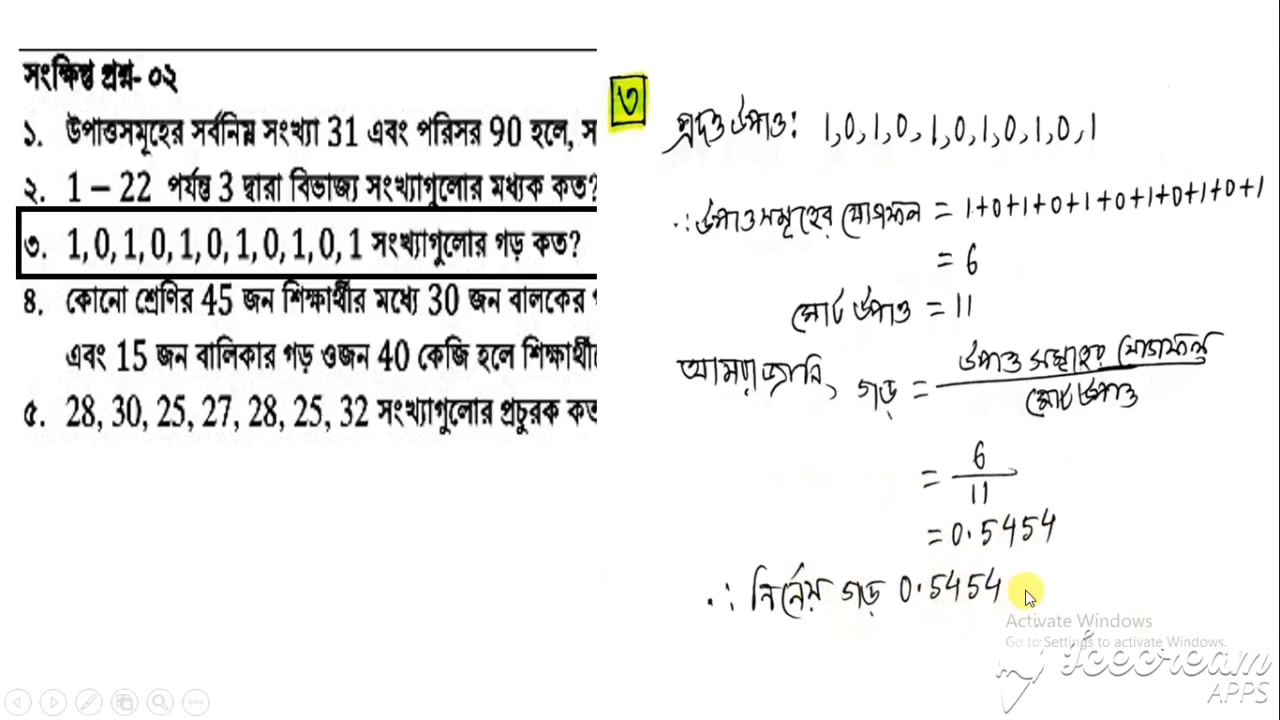 সংক্ষিপ্ত প্রশ্ন- ০২
১. উপাত্তসমূহের সর্বনিম্ন সংখ্যা 31 এবং পরিসর 90 হলে, স
২. 1 – 22 পর্যন্ত 3 দ্বারা বিভাজ্য সংখ্যাগুলোর মধ্যক কত?
৩. 1, 0, 1, 0, 1, 0, 1, 0, 1, 0, 1 সংখ্যাগুলোর গড় কত?
৪. কোনো শ্রেণির 45 জন শিক্ষার্থীর মধ্যে 30 জন বালকের
এবং 15 জন বালিকার গড় ওজন 40 কেজি হলে শিক্ষার্থী
৫. 28, 30, 25, 27, 28, 25, 32 সংখ্যাগুলোর প্রচুরক কত
৩
প্রদত্ত উপাত্ত: 1,0,1,0,1,0,1,0,1,0,1
∴ উপাত্তসমূহের যোগফল = 1+0+1+0+1+0+1+0+1+0+1
= 6
মোট উপাত্ত = 11
আমরা জানি, গড় = উপাত্ত সমূহের যোগফল
মোট উপাত্ত
= 6
11
= 0.5454
∴ নির্নেয় গড় 0.5454
Activate Windows
Go to Settings to activate Windows.
Icecream
APPS